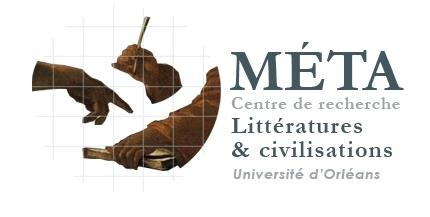 MÉTA
Centre de recherche
Littératures
& civilisations
Université d'Orléans